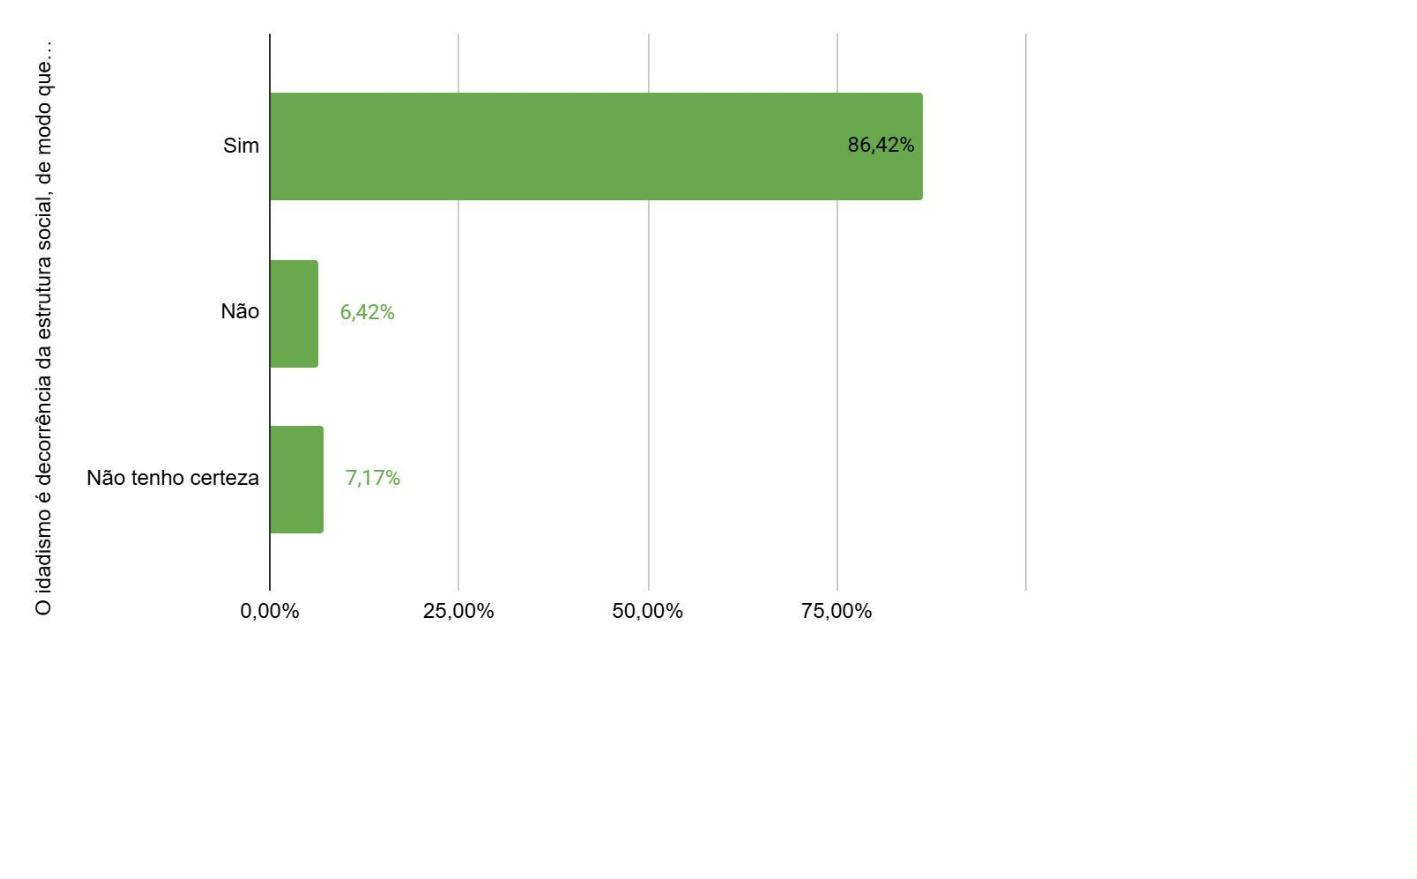 O idadismo é decorrência da estrutura social, de modo que…
Sim
86,42%
Não
6,42%
Não tenho certeza
7,17%
0,00%
25,00%
50,00%
75,00%